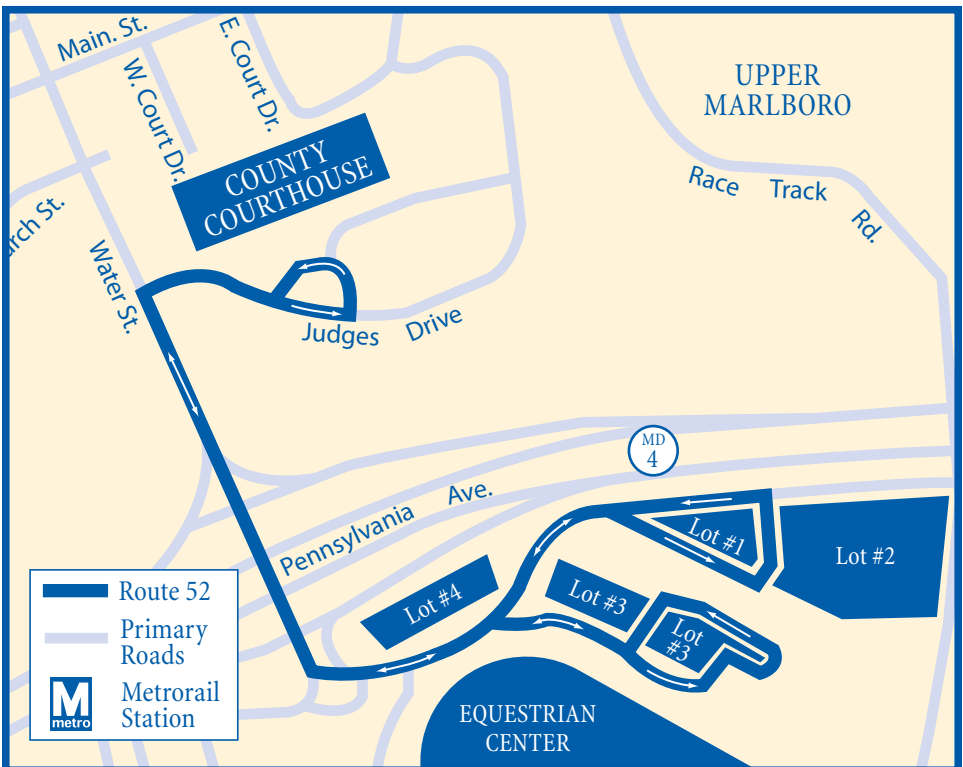 Main. St.
E. Court Dr.
W. Court Dr.
UPPER
MARLBORO
COUNTY
COURTHOUSE
Race Track Rd.
arch St.
Water St.
Judges Drive
MD
4
Pennsylvania Ave.
Lot #1
Lot #2
Lot #3
Lot #4
Lot
#3
Route 52
Primary
Roads
M
metro
Metrorail
Station
EQUESTRIAN
CENTER